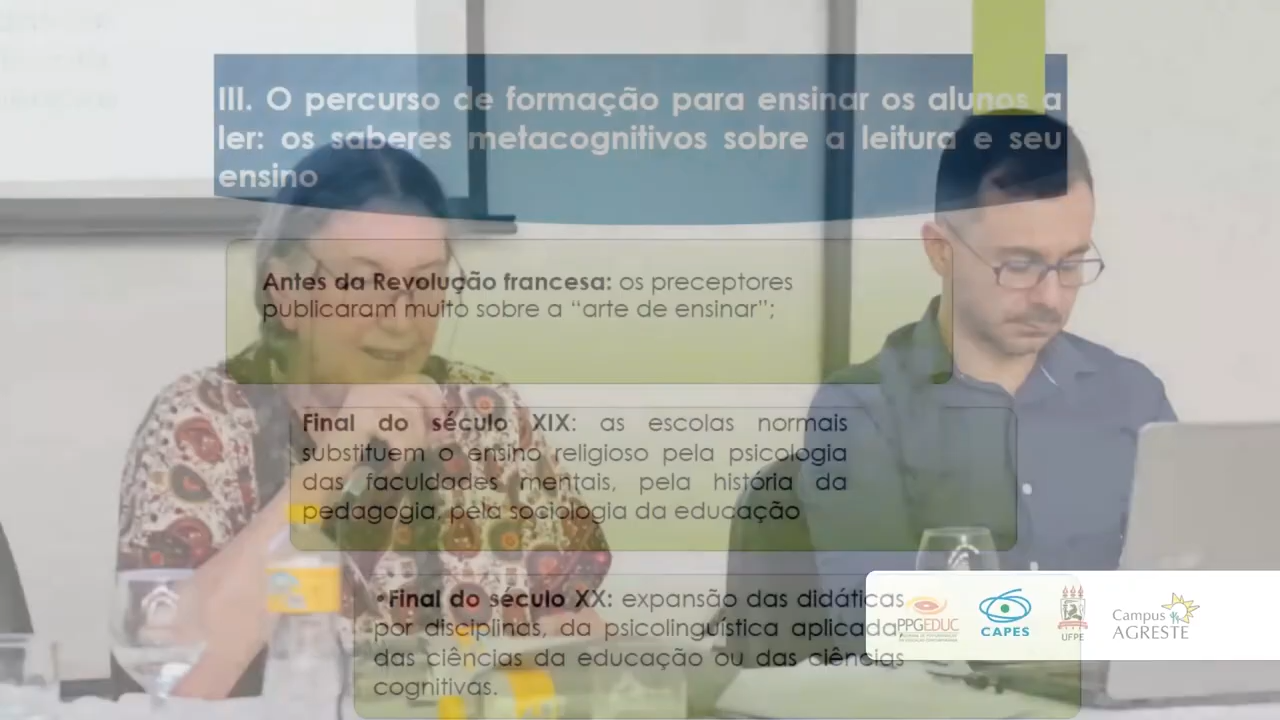 III. O percurso de formação para ensinar os alunos a
ler: os saberes metacognitivos sobre a leitura e seu
ensino
Antes da Revolução francesa: os preceptores
publicaram muito sobre a “arte de ensinar”;
Final do século XIX: as escolas normais
substituem o ensino religioso pela psicologia
das faculdades mentais, pela história da
pedagogia, pela sociologia da educação
•Final do século XX: expansão das didáticas
por disciplinas, da psicolinguística aplicada,
das ciências da educação ou das ciências
cognitivas.
PPGEDUC
CAPES
UFPE
Campus
AGRESTE